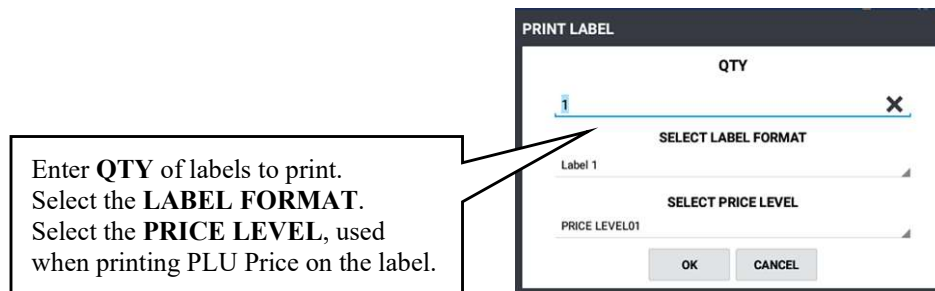 PRINT LABEL
QTY
1
SELECT LABEL FORMAT
Label 1
SELECT PRICE LEVEL
PRICE LEVEL01
OK CANCEL
Enter QTY of labels to print.
Select the LABEL FORMAT.
Select the PRICE LEVEL, used
when printing PLU Price on the label.